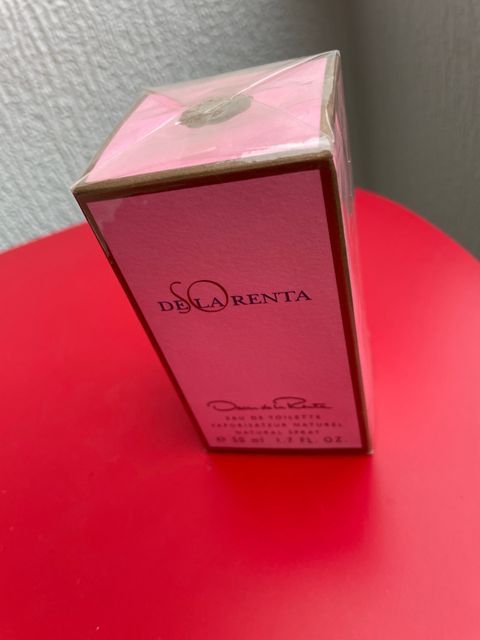 SO
DE LA RENTA
Oscar de la Renta
EAU DE TOILETTE
VAPORISATEUR NATUREL
NATURAL SPRAY
℮ 50 ml 1.7 FL. OZ.